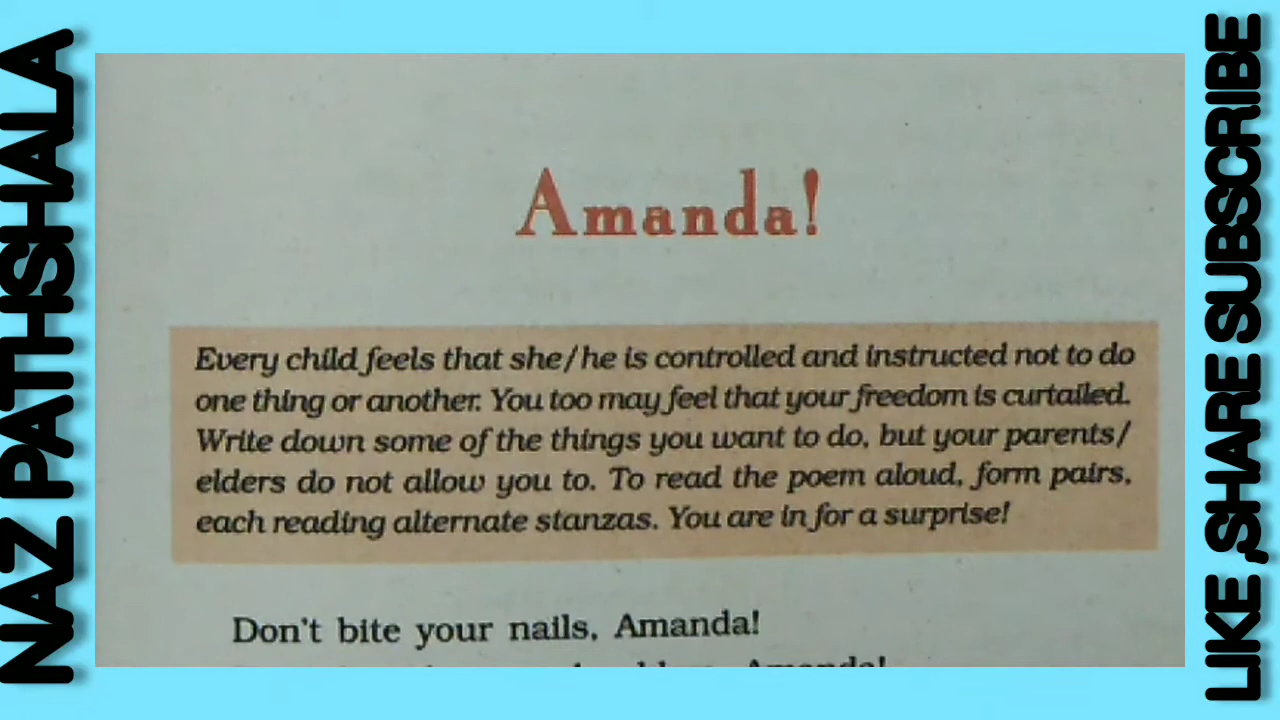 NAZ PATHSHALA
Amanda!
Every child feels that she/he is controlled and instructed not to do
one thing or another. You too may feel that your freedom is curtailed.
Write down some of the things you want to do, but your parents/
elders do not allow you to. To read the poem aloud, form pairs,
each reading alternate stanzas. You are in for a surprise!
Don't bite your nails, Amanda!
Amanda!
LIKE ,SHARE SUBSCRIBE